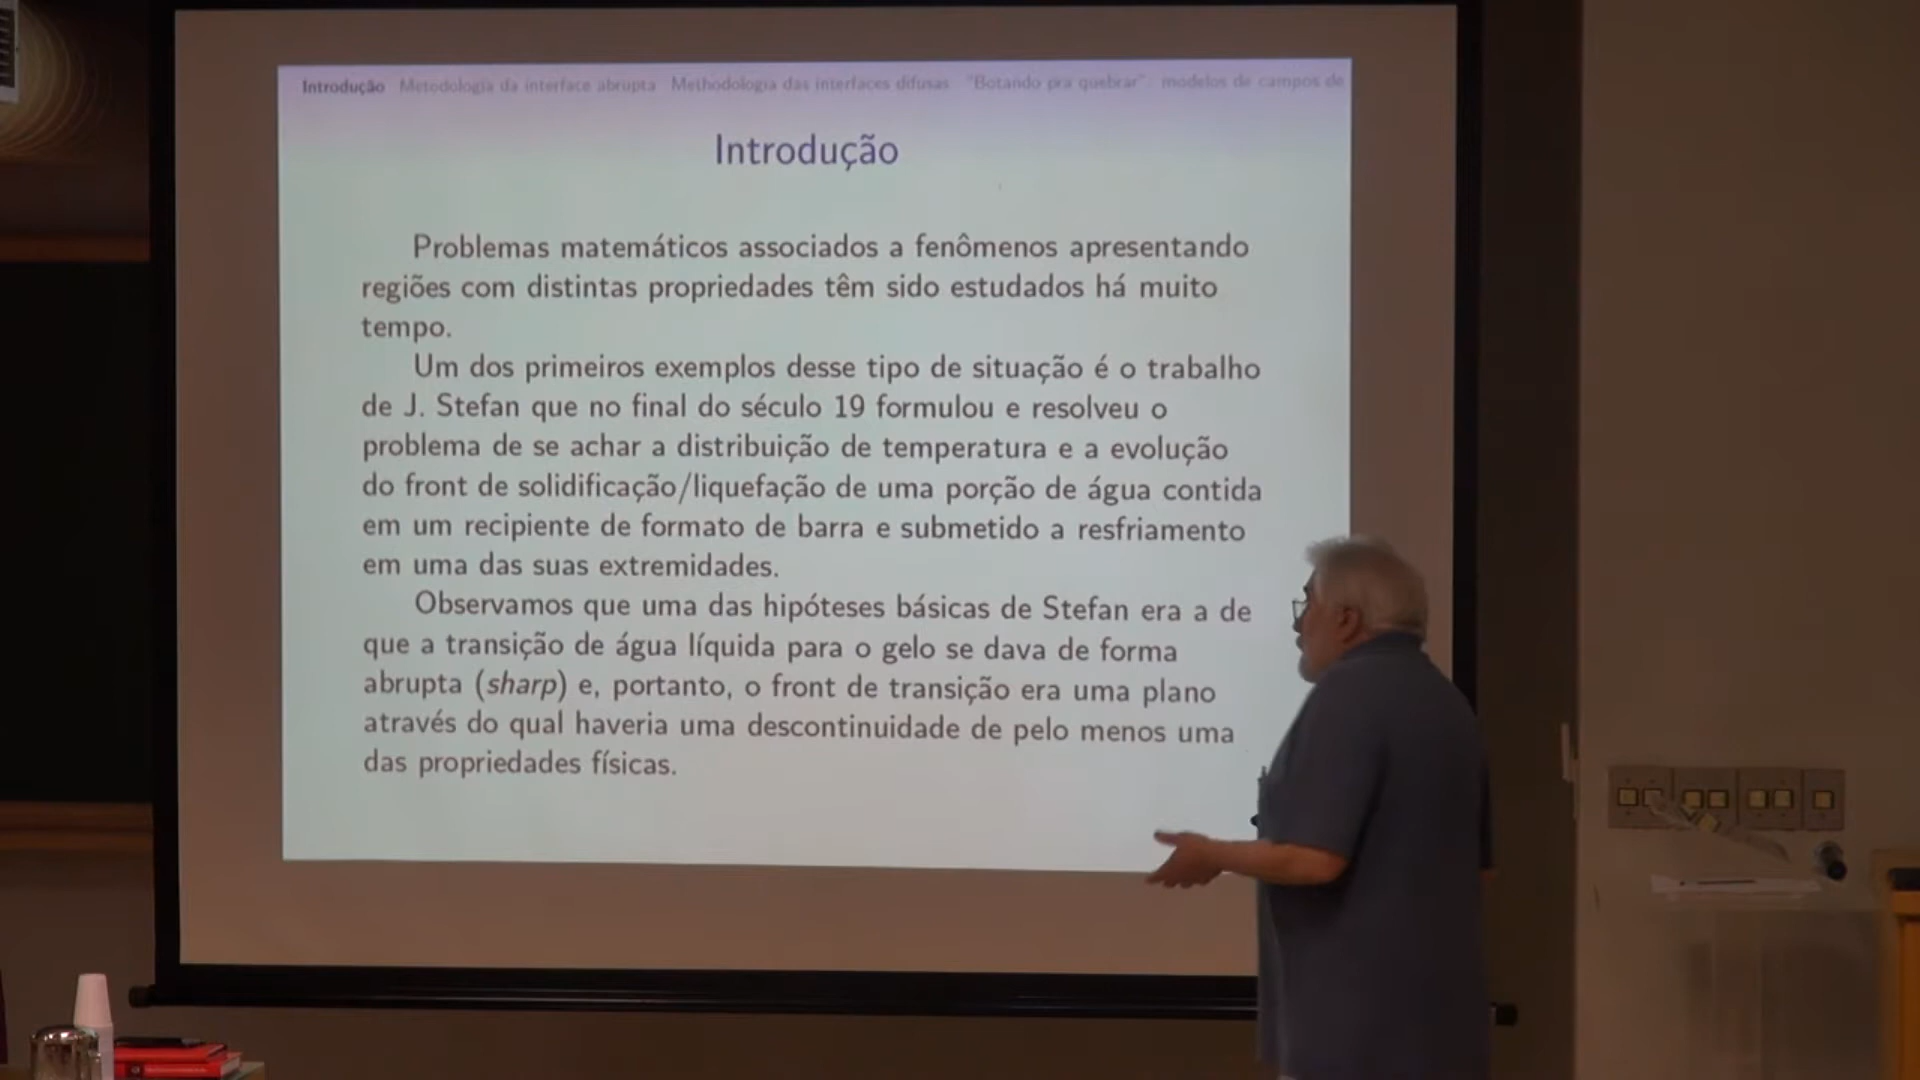 Introdução Metodologia da interface abrupta Methodologia das interfaces difusas "Botando pra quebrar" modelos de campos de
Introdução
Problemas matemáticos associados a fenômenos apresentando
regiões com distintas propriedades têm sido estudados há muito
tempo.
Um dos primeiros exemplos desse tipo de situação é o trabalho
de J. Stefan que no final do século 19 formulou e resolveu o
problema de se achar a distribuição de temperatura e a evolução
do front de solidificação/liquefação de uma porção de água contida
em um recipiente de formato de barra e submetido a resfriamento
em uma das suas extremidades.
Observamos que uma das hipóteses básicas de Stefan era a de
que a transição de água líquida para o gelo se dava de forma
abrupta (sharp) e, portanto, o front de transição era uma plano
através do qual haveria uma descontinuidade de pelo menos uma
das propriedades físicas.